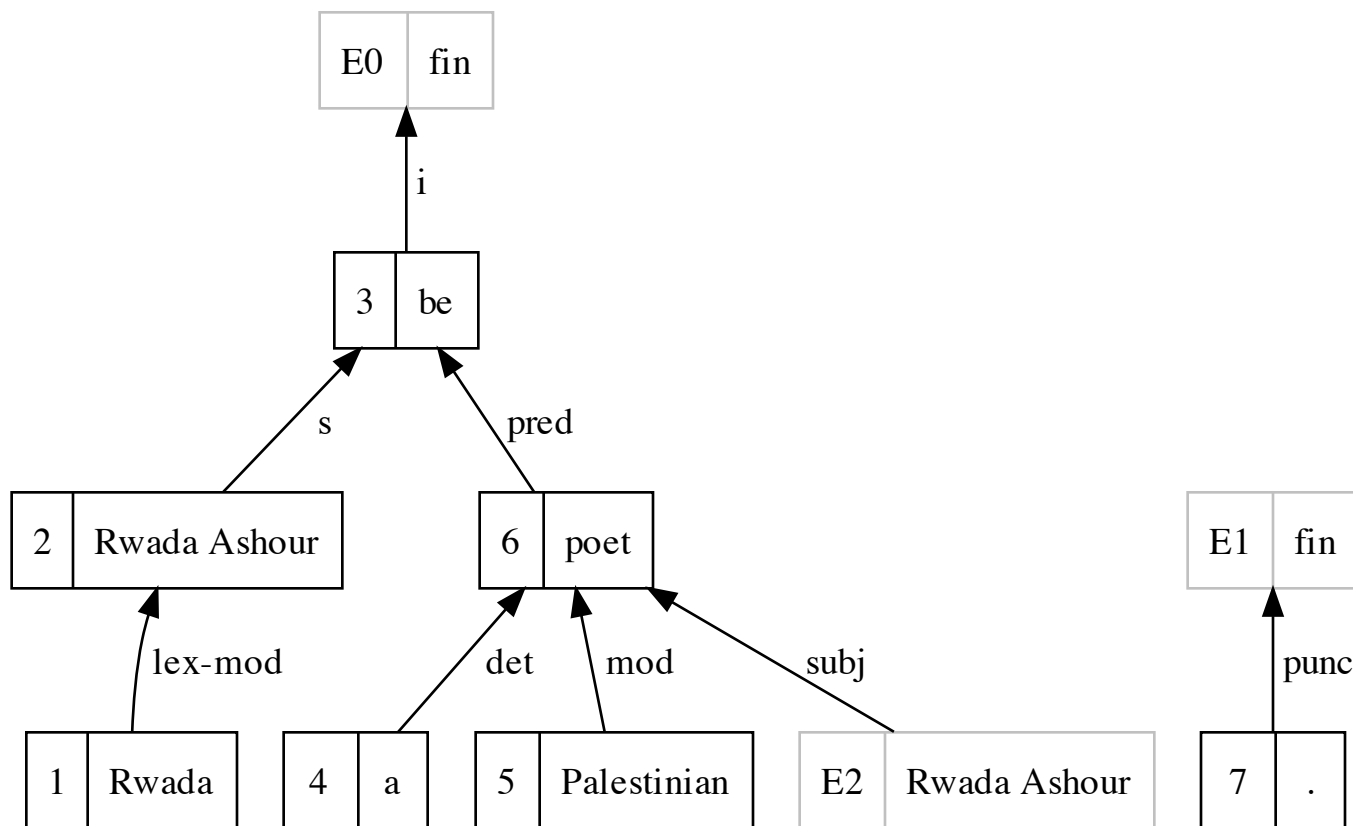 E0 fin
i
3 be
s pred
2 Rwada Ashour 6 poet E1 fin
lex-mod det mod subj punc
1 Rwada 4 a 5 Palestinian E2 Rwada Ashour 7 .